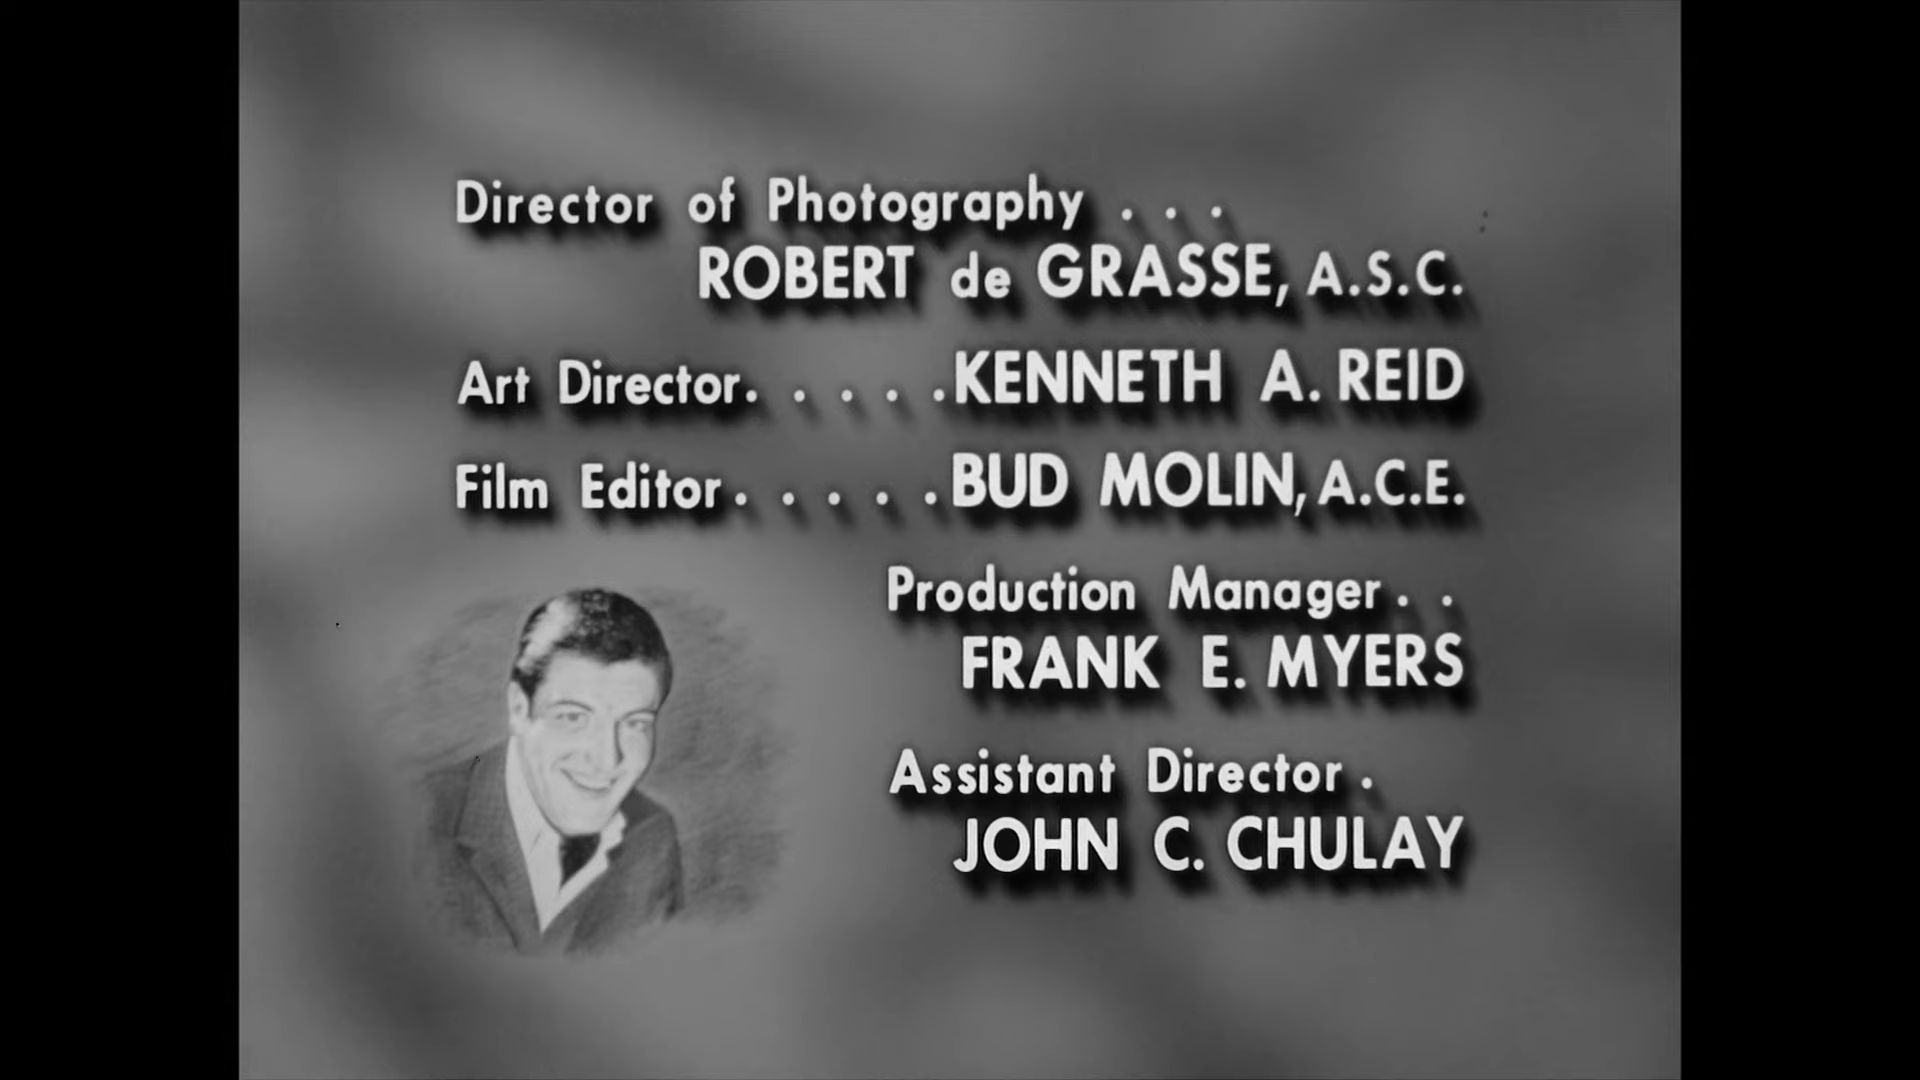 Director of Photography . . .
ROBERT de GRASSE, A.S.C.
Art Director. . . . . .KENNETH A. REID
Film Editor. . . . . .BUD MOLIN, A.C.E.
Production Manager. .
FRANK E. MYERS
Assistant Director.
JOHN C. CHULAY